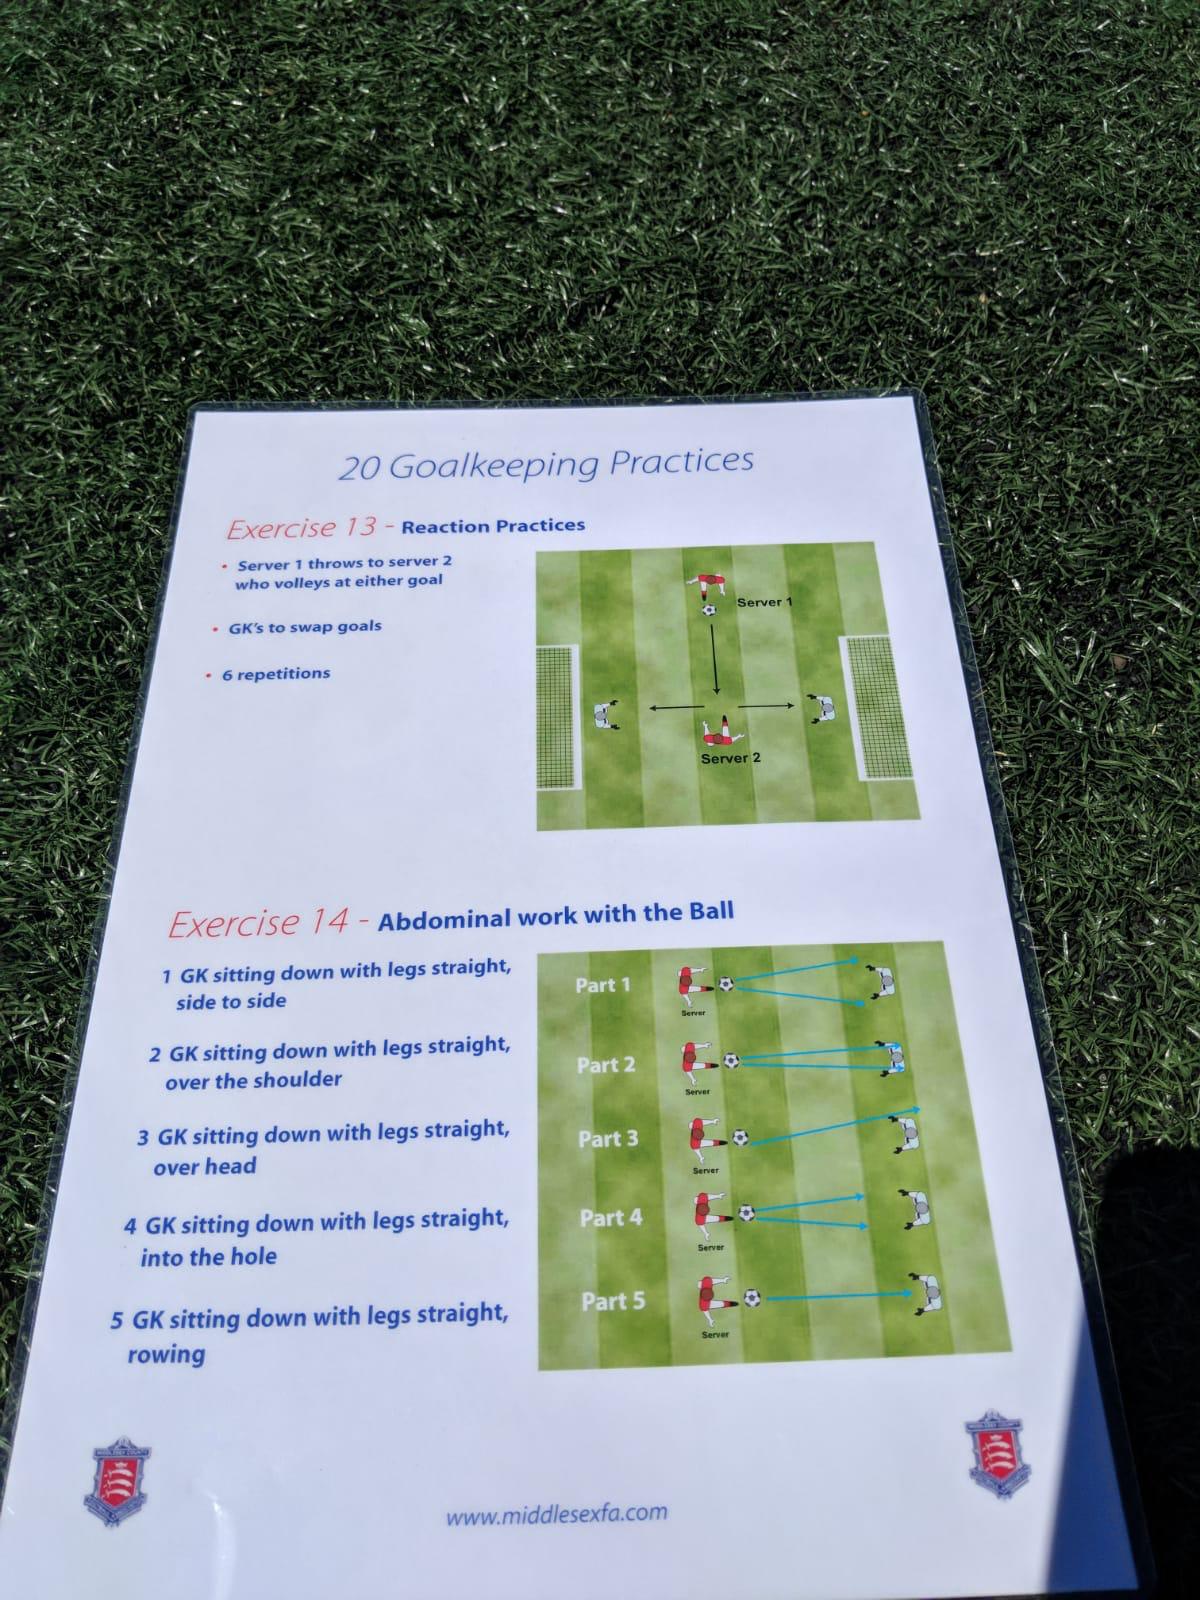 20 Goalkeeping Practices
Exercise 13 - Reaction Practices
• Server 1 throws to server 2
who volleys at either goal
• GK's to swap goals
• 6 repetitions
Server 1
Server 2
Exercise 14 - Abdominal work with the Ball
1 GK sitting down with legs straight,
side to side
2 GK sitting down with legs straight,
over the shoulder
3 GK sitting down with legs straight,
over head
4 GK sitting down with legs straight,
into the hole
5 GK sitting down with legs straight,
rowing
Part 1
Server
Part 2
Server
Part 3
Server
Part 4
Server
Part 5
Server
MIDDLESEX COUNTY
www.middlesexfa.com